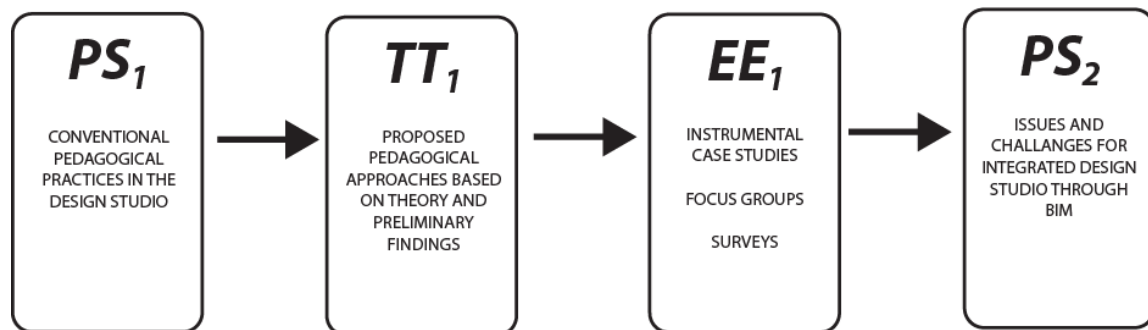 PS1
CONVENTIONAL
PEDAGOGICAL
PRACTICES IN THE
DESIGN STUDIO
TT1
PROPOSED
PEDAGOGICAL
APPROACHES BASED
ON THEORY AND
PRELIMINARY
FINDINGS
EE1
INSTRUMENTAL
CASE STUDIES
FOCUS GROUPS
SURVEYS
PS2
ISSUES AND
CHALLANGES FOR
INTEGRATED DESIGN
STUDIO THROUGH
BIM